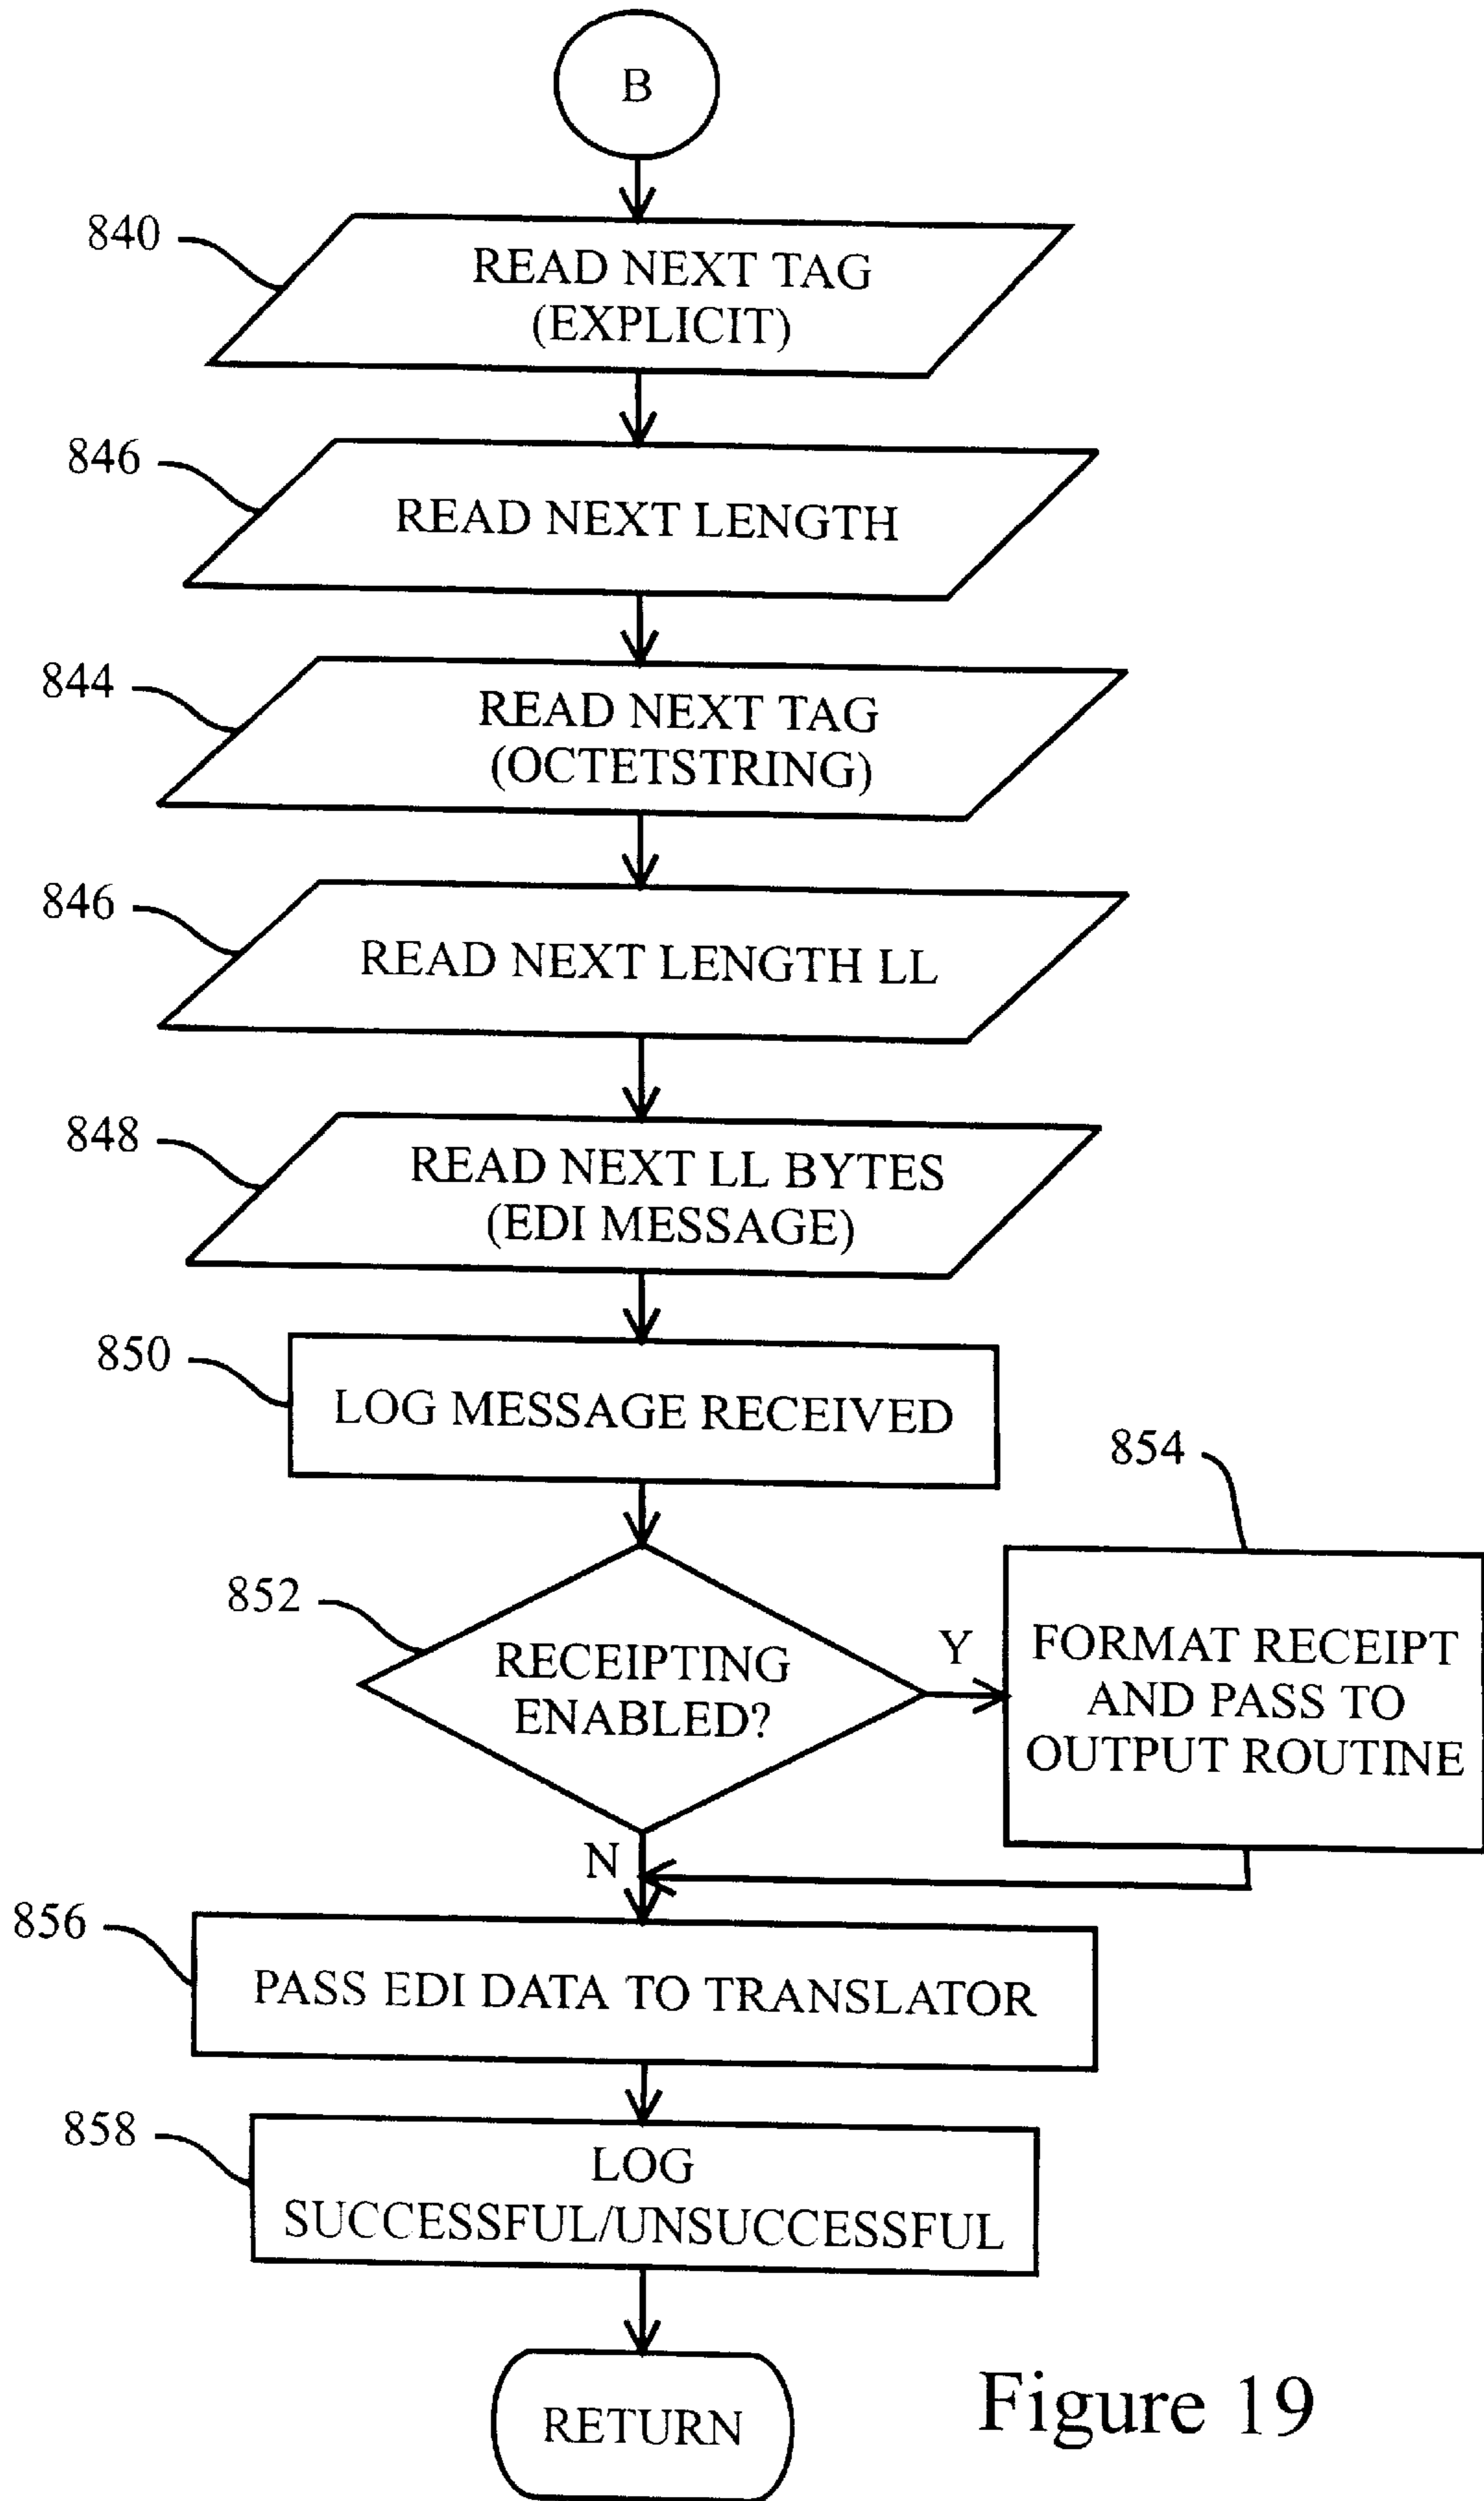 B
840
READ NEXT TAG
(EXPLICIT)
846
READ NEXT LENGTH
844
READ NEXT TAG
(OCTETSTRING)
846
READ NEXT LENGTH LL
848
READ NEXT LL BYTES
(EDI MESSAGE)
850
LOG MESSAGE RECEIVED
854
852
RECEIPTING
ENABLED?
Y
FORMAT RECEIPT
AND PASS TO
OUTPUT ROUTINE
N
856
PASS EDI DATA TO TRANSLATOR
858
LOG
SUCCESSFUL/UNSUCCESSFUL
RETURN
Figure 19